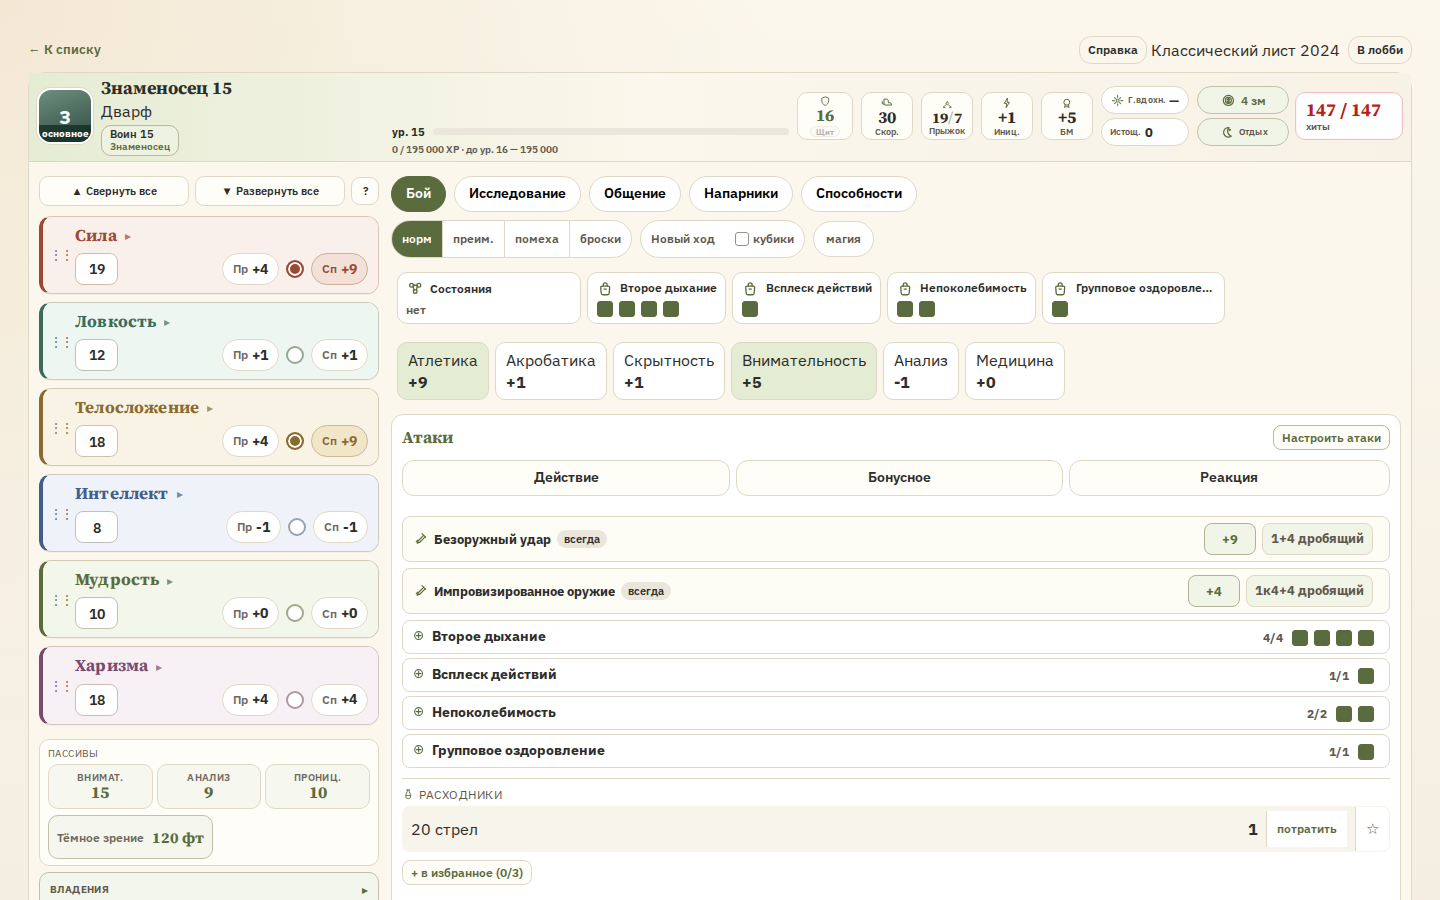 ← К списку
Справка
Классический лист 2024
В лобби
З
основное
Знаменосец 15
Дварф
Воин 15
Знаменосец
ур. 15
0 / 195 000 XP · до ур. 16 — 195 000
16
Щит
30
Скор.
19/7
Прыжок
+1
Иниц.
+5
БМ
Г.вдохн. —
Истощ. 0
4 зм
Отдых
147 / 147
хиты
▲ Свернуть все
▼ Развернуть все
?
Сила ▸
19
Пр +4
Сп +9
Ловкость ▸
12
Пр +1
Сп +1
Телосложение ▸
18
Пр +4
Сп +9
Интеллект ▸
8
Пр -1
Сп -1
Мудрость ▸
10
Пр +0
Сп +0
Харизма ▸
18
Пр +4
Сп +4
ПАССИВЫ
ВНИМАТ.
15
АНАЛИЗ
9
ПРОНИЦ.
10
Тёмное зрение 120 фт
ВЛАДЕНИЯ ▸
Бой
Исследование
Общение
Напарники
Способности
норм
преим.
помеха
броски
Новый ход
кубики
магия
Состояния
нет
Второе дыхание
Всплеск действий
Непоколебимость
Групповое оздоровле...
Атлетика
+9
Акробатика
+1
Скрытность
+1
Внимательность
+5
Анализ
-1
Медицина
+0
Атаки
Настроить атаки
Действие
Бонусное
Реакция
Безоружный удар всегда
+9
1+4 дробящий
Импровизированное оружие всегда
+4
1к4+4 дробящий
Второе дыхание
4/4
Всплеск действий
1/1
Непоколебимость
2/2
Групповое оздоровление
1/1
РАСХОДНИКИ
20 стрел
1
потратить
☆
+ в избранное (0/3)